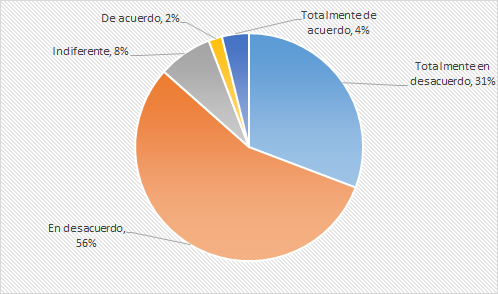 De acuerdo, 2%
Totalmente de
acuerdo, 4%
Indiferente, 8%
Totalmente en
desacuerdo, 31%
En desacuerdo,
56%